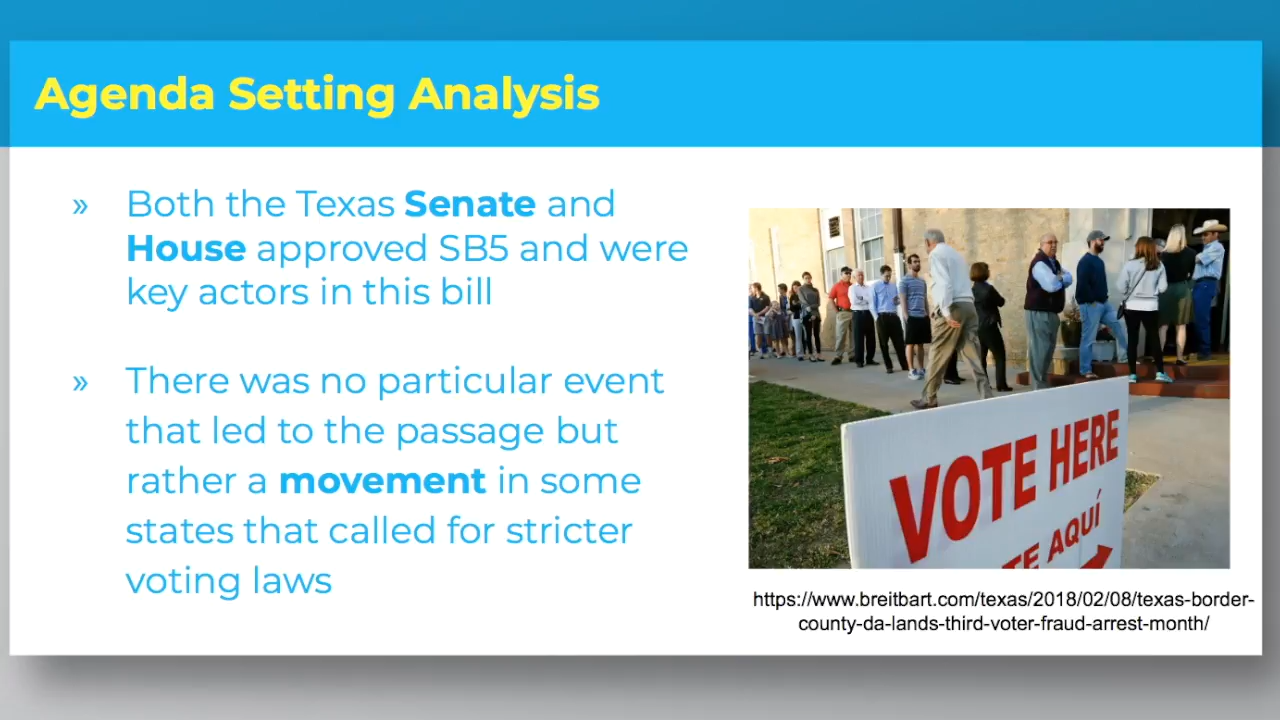 Agenda Setting Analysis
» Both the Texas Senate and
House approved SB5 and were
key actors in this bill
» There was no particular event
that led to the passage but
rather a movement in some
states that called for stricter
voting laws
VOTE HERE
TE AQUÍ
https://www.breitbart.com/texas/2018/02/08/texas-border-
county-da-lands-third-voter-fraud-arrest-month/